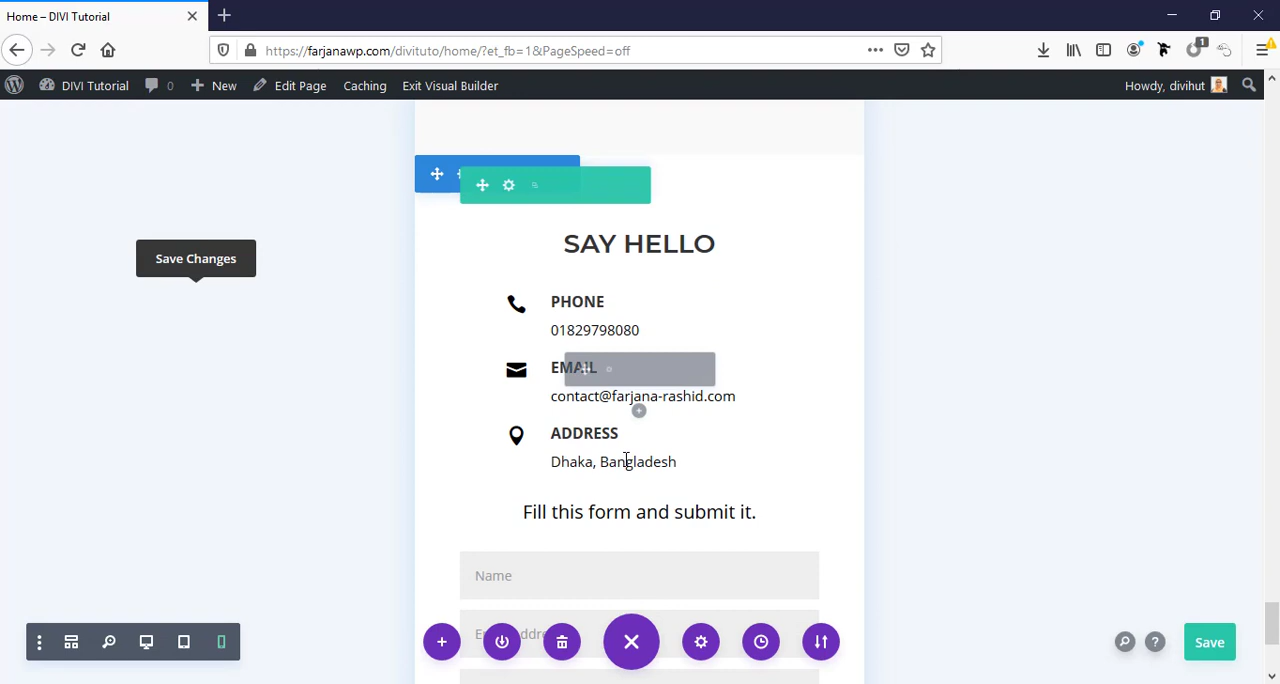 Home – DIVI Tutorial
https://farjanawp.com/divituto/home/?et_fb=1&PageSpeed=off
1
DIVI Tutorial 0 New Edit Page Caching Exit Visual Builder Howdy, divihut
Save Changes
SAY HELLO
PHONE
01829798080
EMAIL
contact@farjana-rashid.com
ADDRESS
Dhaka, Bangladesh
Fill this form and submit it.
Name
Save